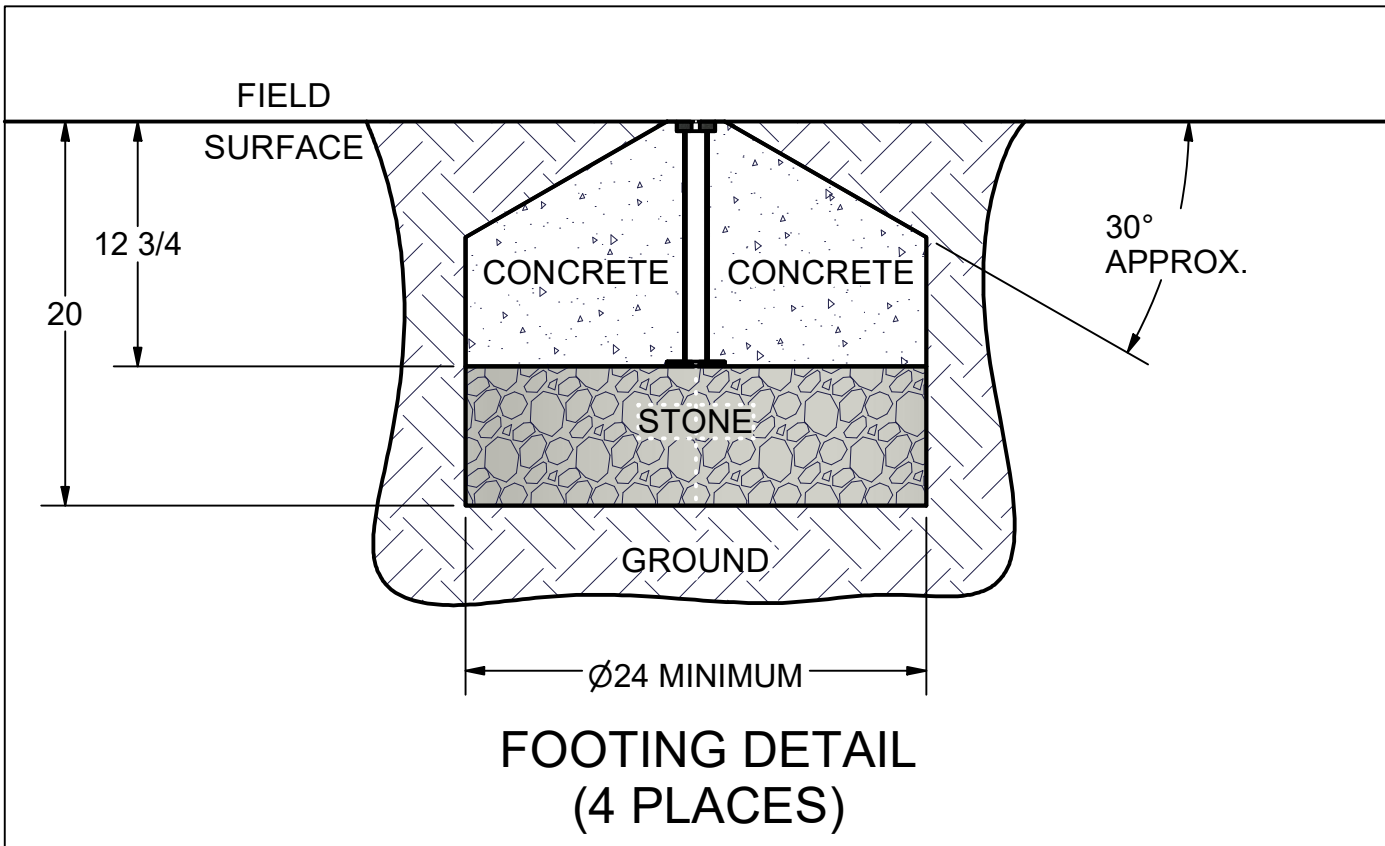 FIELD
SURFACE
12 3/4
20
CONCRETE
CONCRETE
30°
APPROX.
STONE
GROUND
Ø24 MINIMUM
FOOTING DETAIL
(4 PLACES)